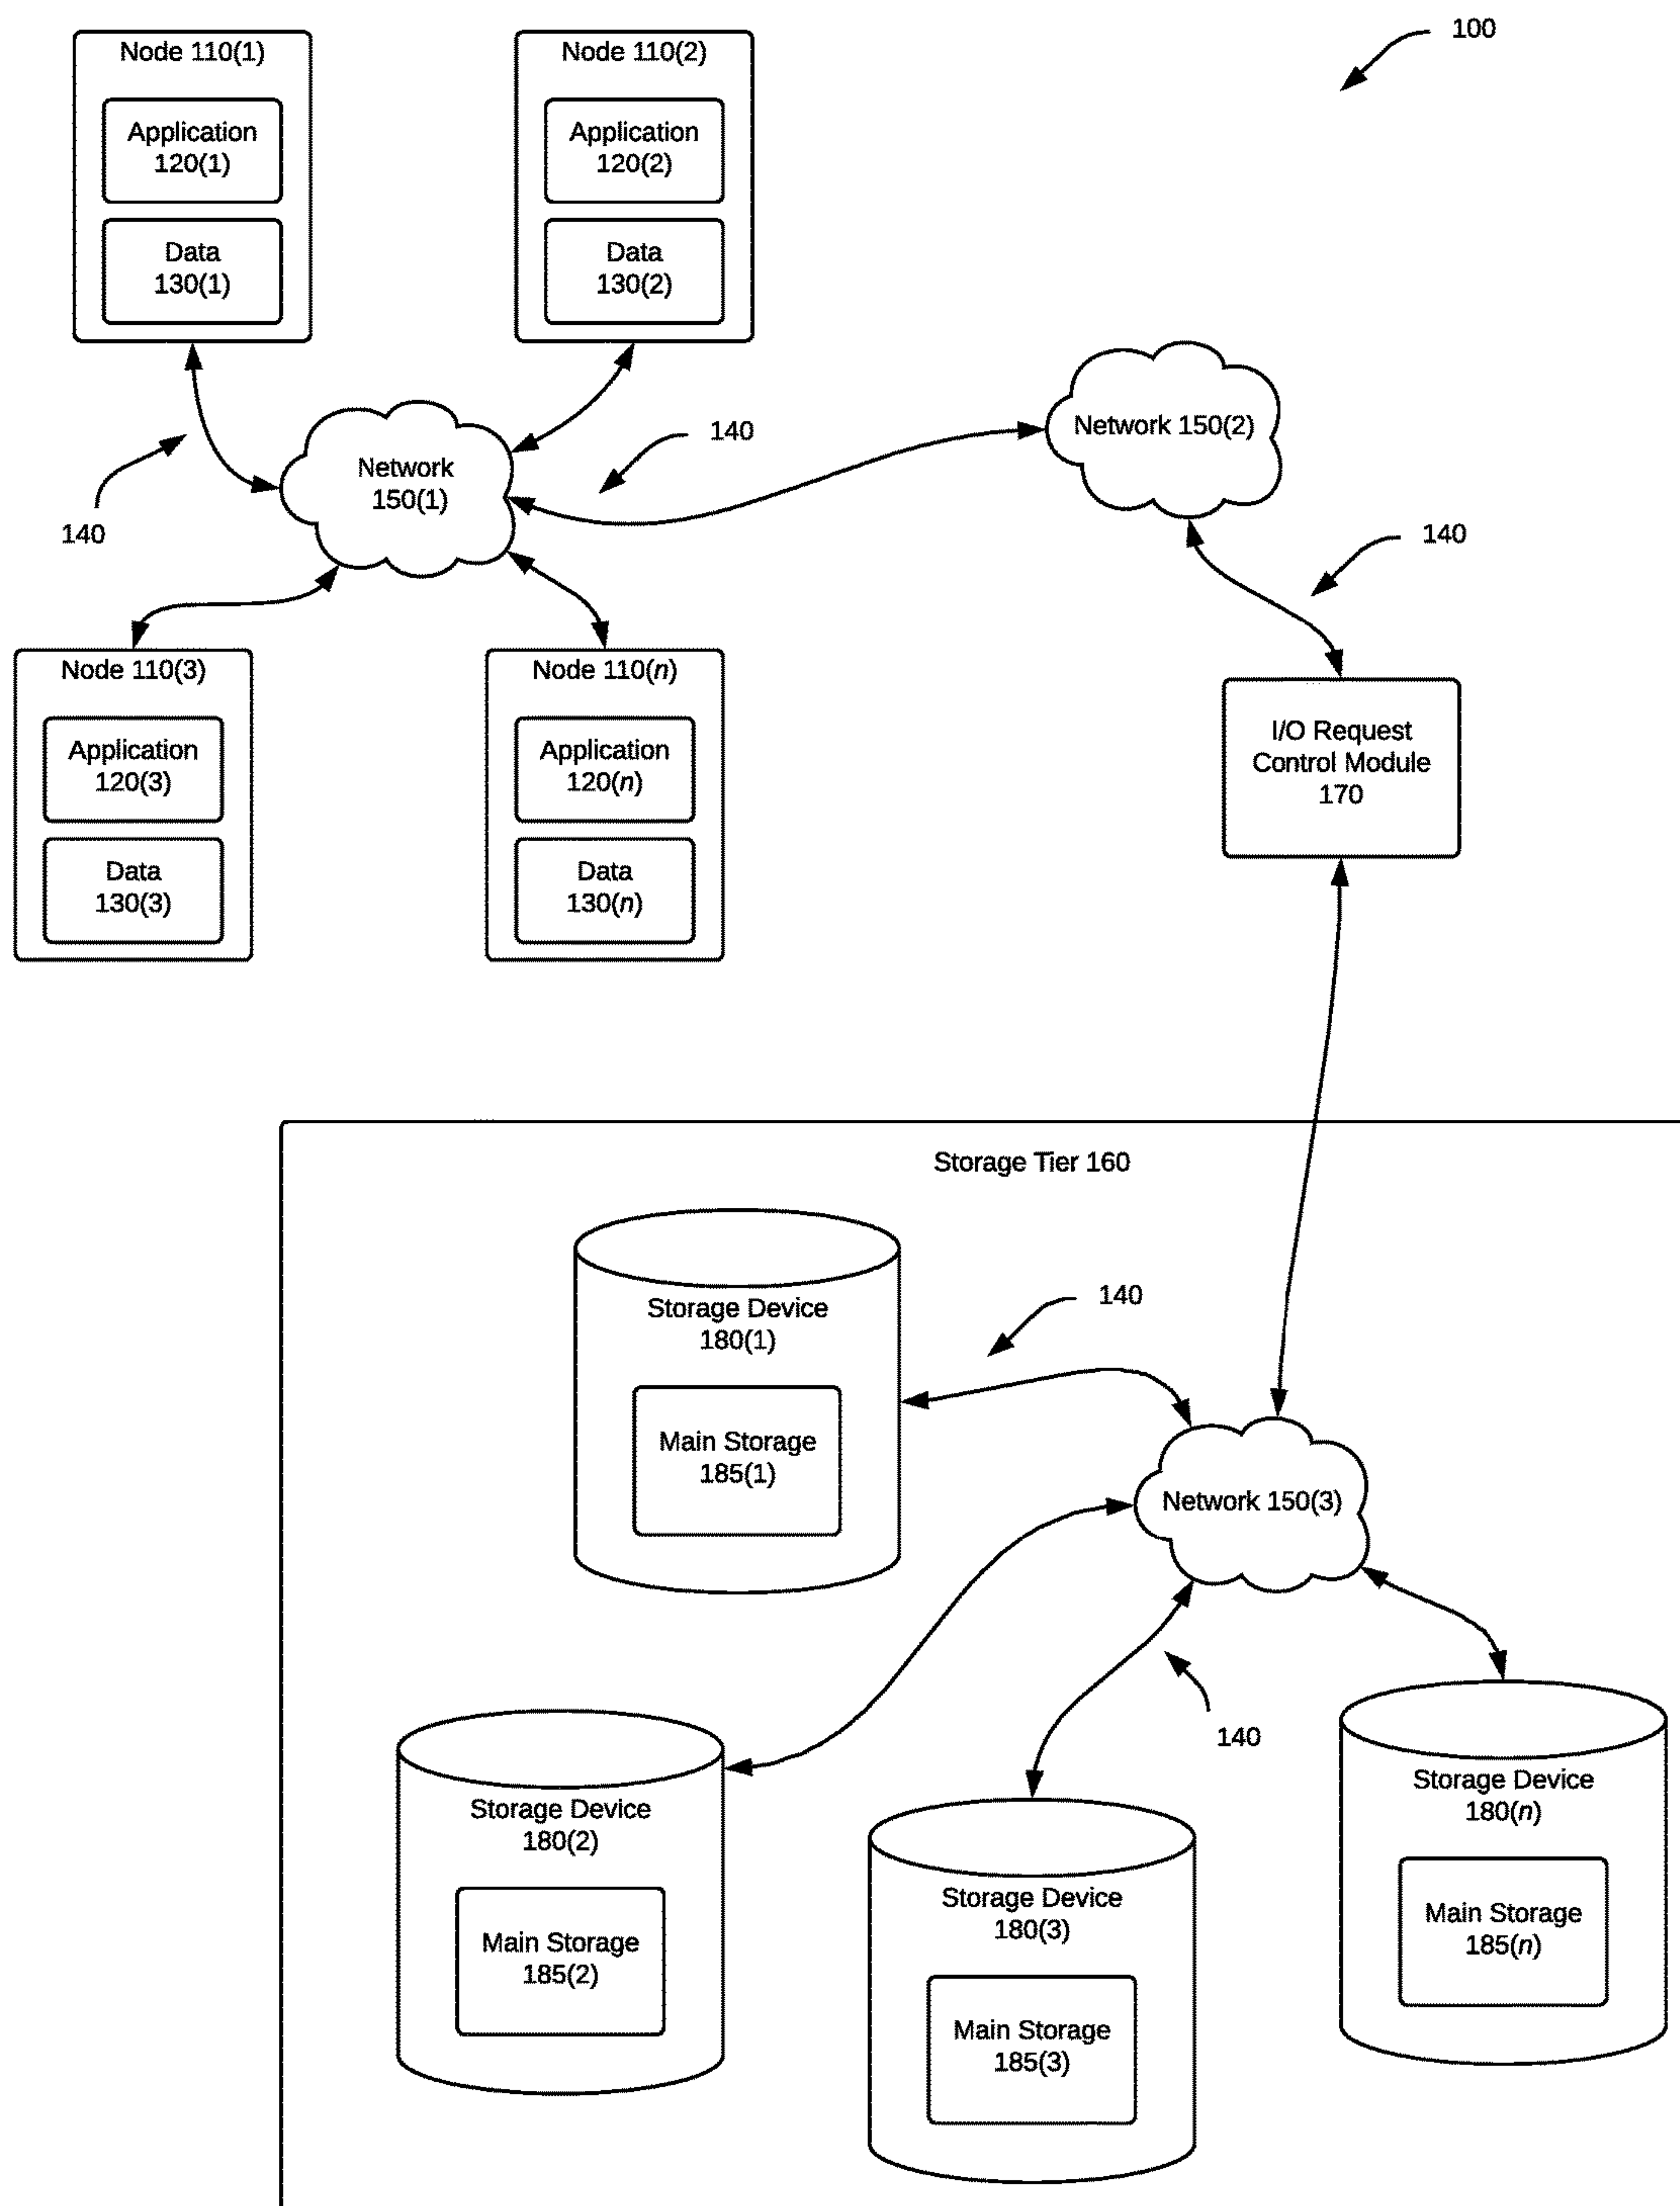 100
Node 110(1)
Application
120(1)
Data
130(1)
Node 110(2)
Application
120(2)
Data
130(2)
140
Network
150(1)
140
Network 150(2)
140
Node 110(3)
Application
120(3)
Data
130(3)
Node 110(n)
Application
120(n)
Data
130(n)
I/O Request
Control Module
170
Storage Tier 160
Storage Device
180(1)
Main Storage
185(1)
140
Network 150(3)
140
Storage Device
180(2)
Main Storage
185(2)
Storage Device
180(3)
Main Storage
185(3)
Storage Device
180(n)
Main Storage
185(n)